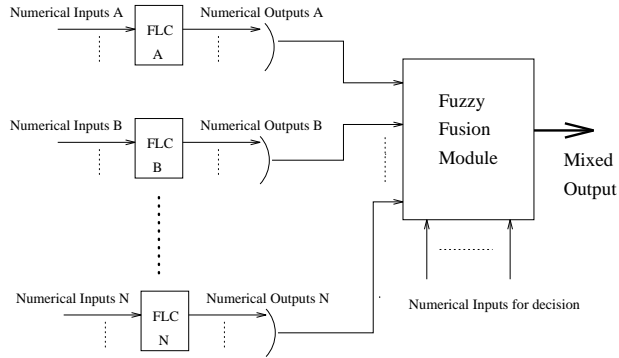 Numerical Inputs A
FLC
A
Numerical Outputs A
Numerical Inputs B
FLC
B
Numerical Outputs B
Numerical Inputs N
FLC
N
Numerical Outputs N
Fuzzy
Fusion
Module
Mixed
Output
Numerical Inputs for decision